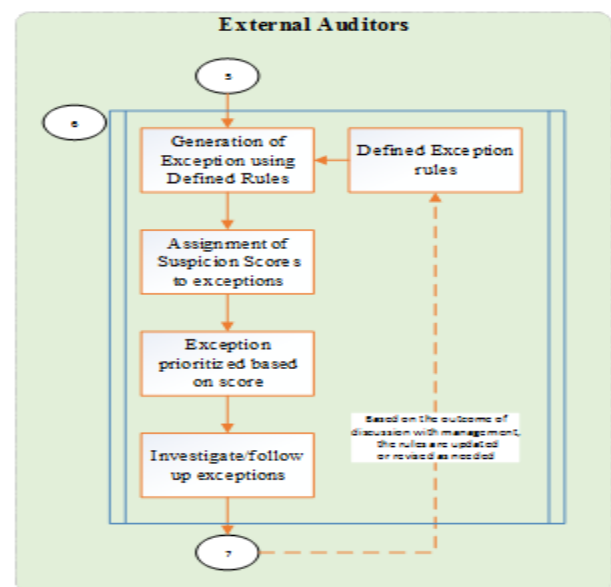 External Auditors
5
6
Generation of
Exception using
Defined Rules
Defined Exception
rules
Assignment of
Suspicion Scores
to exceptions
Exception
prioritized based
on score
Based on the outcome of
discussion with management,
the rules are updated
or revised as needed
Investigate/follow
up exceptions
7